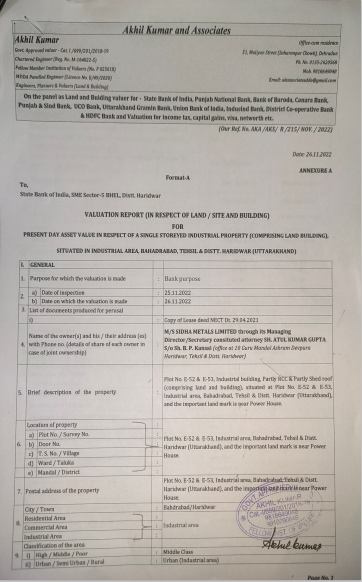 Akhil Kumar and Associates
Akhil Kumar
Office-cum residence
Govt. Approved valuer - Cat. I /699/231/2018-19
Chartered Engineer (Reg. No. M-144822-5)
Fellow Member Institution of Valuers
Engineers, Planners & Valuers (Land & Building)
On the panel as Land and Building valuer for - State Bank of India, Punjab National Bank, Bank of Baroda, Canara Bank,
Punjab & Sind Bank, UCO Bank, Uttarakhand Gramin Bank, Union Bank of India, Indusind Bank, District Co-operative Bank
& HDFC Bank and Valuation for income tax, capital gains, visa, networth etc.
(Our Ref. No. AKA /AKS/ R /215/ NOV. / 2022)
Date: 26.11.2022
ANNEXURE A
Format-A
To,
State Bank of India, SME Sector-5 BHEL, Distt. Haridwar
VALUATION REPORT (IN RESPECT OF LAND / SITE AND BUILDING)
FOR
PRESENT DAY ASSET VALUE IN RESPECT OF A SINGLE STOREYED INDUSTRIAL PROPERTY (COMPRISING LAND BUILDING),
SITUATED IN INDUSTRIAL AREA, BAHADRABAD, TEHSIL & DISTT. HARIDWAR (UTTARAKHAND)
I. GENERAL
1. Purpose for which the valuation is made : Bank purpose
2. a) Date of inspection : 25.11.2022
b) Date on which the valuation is made : 26.11.2022
3. List of documents produced for perusal
i) : Copy of Lease deed NECT Dt. 29.04.2021
4. Name of the owner(s) and his / their address (es) with Phone no. (details of share of each owner in case of joint ownership) : M/S SIDHA METALS LIMITED through its Managing
Director/Secretary constituted attorney SH. ATUL KUMAR GUPTA
S/o Sh. B. P. Kansal (office at 18 Guru Mandal Ashram Devpura
Haridwar, Tehsil & Distt. Haridwar)
5. Brief description of the property : Plot No. E-52 & E-53, Industrial building, Partly RCC & Partly Shed roof
(comprising land & building), situated at Plot No. E-52 & E-53,
Industrial area, Bahadrabad, Tehsil & Distt. Haridwar (Uttarakhand),
and the important land mark is near Power House.
6. Location of property
a) Plot No. / Survey No.
b) Door No.
c) T. S. No. / Village
d) Ward / Taluka
e) Mandal / District
Plot No. E-52 & E-53, Industrial area, Bahadrabad, Tehsil & Distt.
Haridwar (Uttarakhand), and the important land mark is near Power
House.
7. Postal address of the property : Plot No. E-52 & E-53, Industrial area, Bahadrabad, Tehsil & Distt.
Haridwar (Uttarakhand), and the important land mark is near Power
House.
8. City / Town : Bahadrabad/Haridwar
Residential Area
Commercial Area
Industrial Area
Industrial area
9. Classification of the area
i) High / Middle / Poor : Middle Class
ii) Urban / Semi Urban / Rural : Urban (Industrial area)
AKHIL KUMAR
Akhil Kumar
Page No. 1